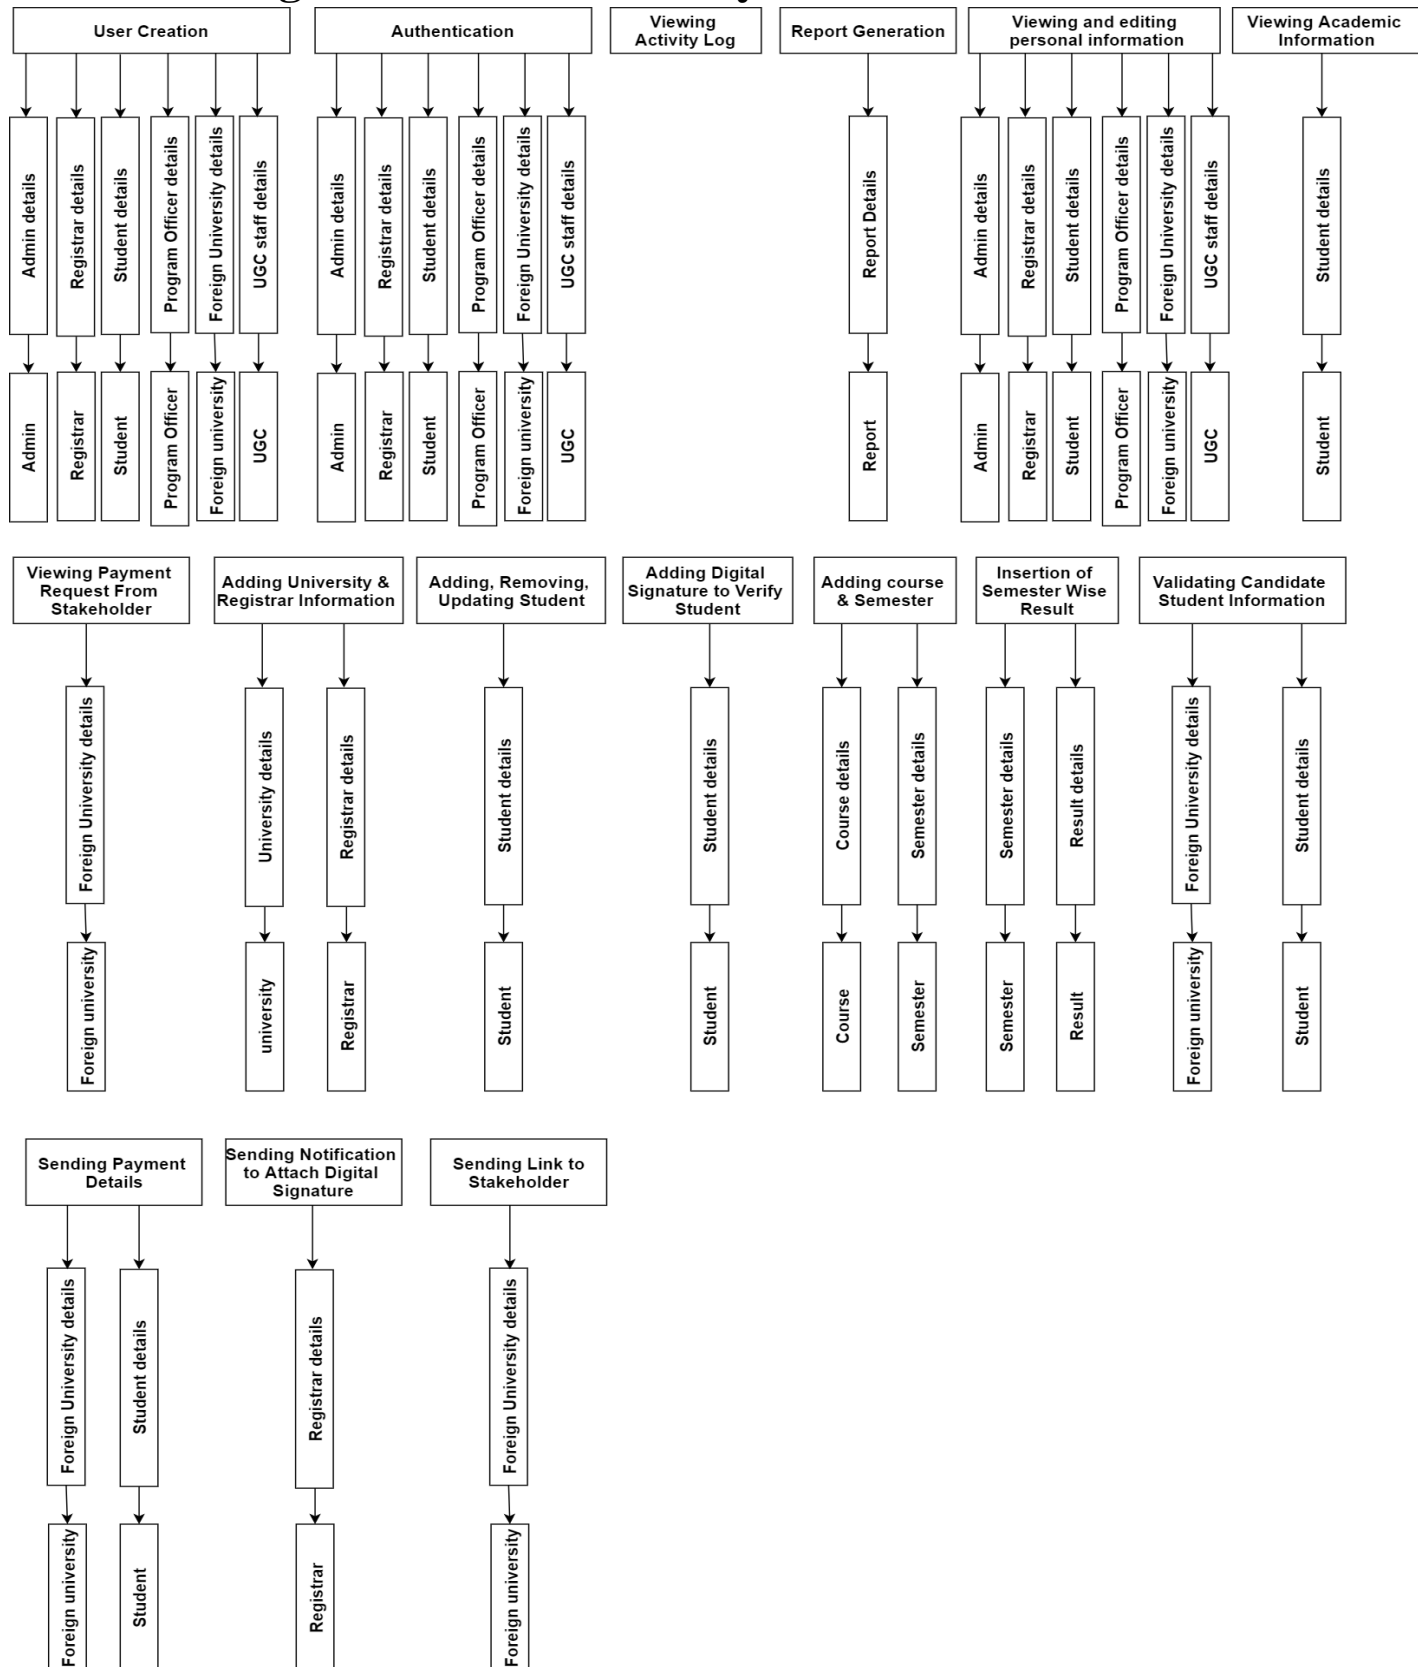 User Creation
Authentication
Viewing
Activity Log
Report Generation
Viewing and editing
personal information
Viewing Academic
Information
Admin details
Registrar details
Student details
Program Officer details
Foreign University details
UGC staff details
Admin details
Registrar details
Student details
Program Officer details
Foreign University details
UGC staff details
Report Details
Admin details
Registrar details
Student details
Program Officer details
Foreign University details
UGC staff details
Student details
Admin
Registrar
Student
Program Officer
Foreign university
UGC
Admin
Registrar
Student
Program Officer
Foreign university
UGC
Report
Admin
Registrar
Student
Program Officer
Foreign university
UGC
Student
Viewing Payment
Request From
Stakeholder
Adding University &
Registrar Information
Adding, Removing,
Updating Student
Adding Digital
Signature to Verify
Student
Adding course
& Semester
Insertion of
Semester Wise
Result
Validating Candidate
Student Information
Foreign University details
University details
Registrar details
Student details
Student details
Course details
Semester details
Semester details
Result details
Foreign University details
Student details
Foreign university
university
Registrar
Student
Student
Course
Semester
Semester
Result
Foreign university
Student
Sending Payment
Details
Sending Notification
to Attach Digital
Signature
Sending Link to
Stakeholder
Foreign University details
Student details
Registrar details
Foreign University details
Foreign university
Student
Registrar
Foreign university